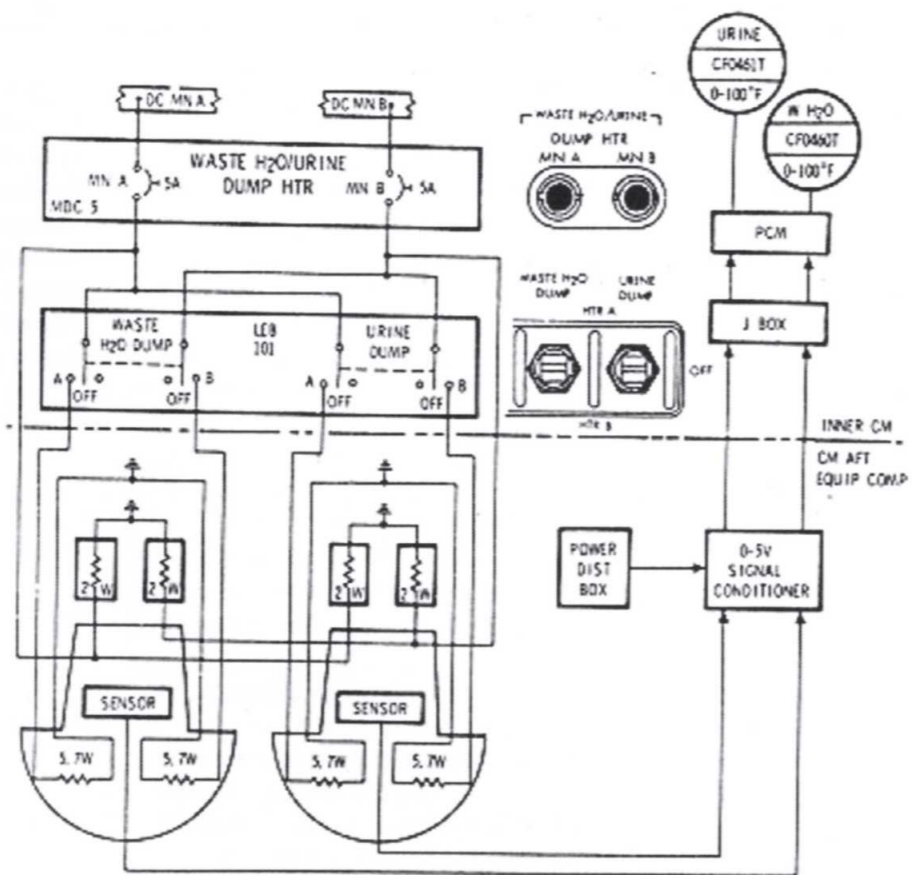 URINE
CF0461T
0-100°F
W H2O
CF0460T
0-100°F
DC MN A
DC MN B
WASTE H2O/URINE
DUMP HTR
MN A
5A
MN B
5A
MDC 5
WASTE H2O/URINE
DUMP HTR
MN A
MN B
PCM
J BOX
WASTE H2O
DUMP
URINE
DUMP
HTR A
OFF
HTR B
WASTE
H2O DUMP
LEB
101
URINE
DUMP
A
OFF
OFF
B
A
OFF
OFF
B
INNER CM
CM AFT
EQUIP COMP
POWER
DIST
BOX
0-5V
SIGNAL
CONDITIONER
2 W
2 W
2 W
2 W
SENSOR
SENSOR
5, 7W
5, 7W
5, 7W
5, 7W